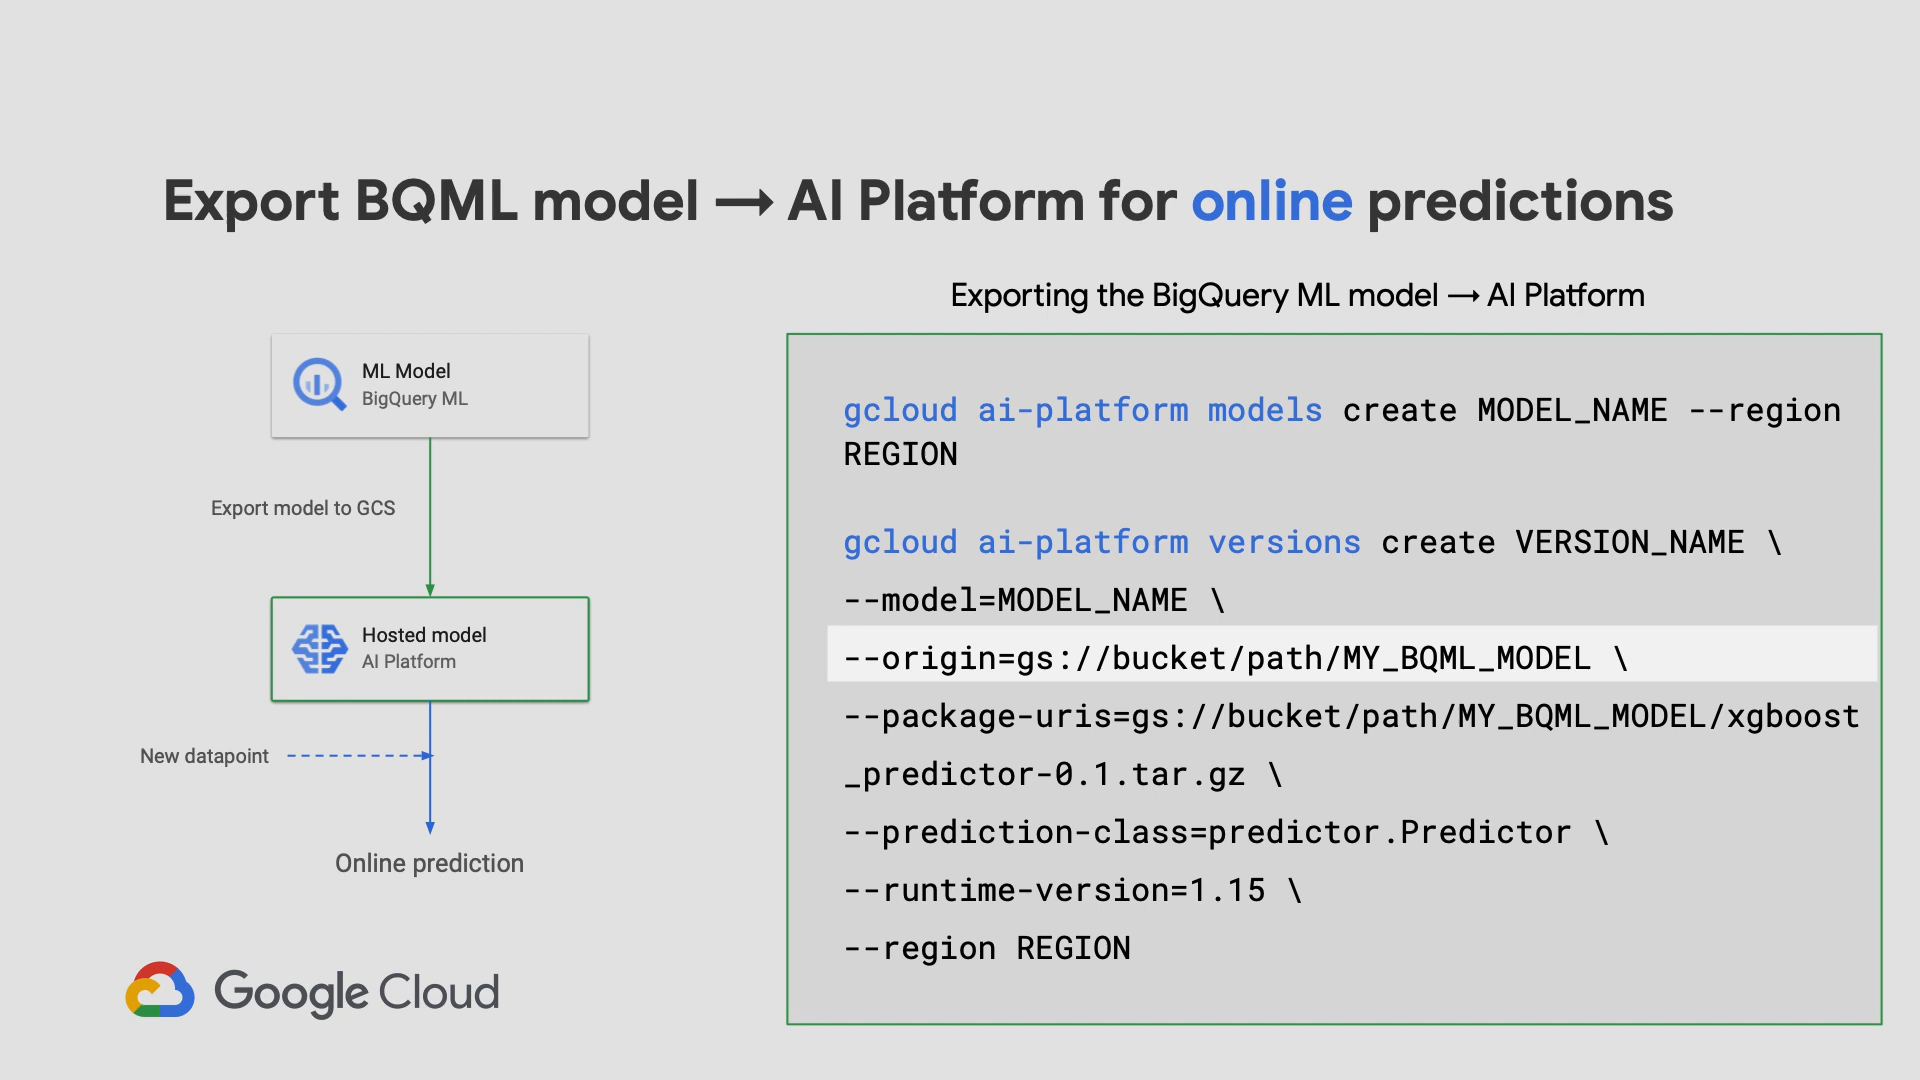 Export BQML model → AI Platform for online predictions
Exporting the BigQuery ML model → AI Platform
ML Model
BigQuery ML
Export model to GCS
Hosted model
AI Platform
New datapoint
Online prediction
gcloud ai-platform models create MODEL_NAME --region
REGION
gcloud ai-platform versions create VERSION_NAME \
--model=MODEL_NAME \
--origin=gs://bucket/path/MY_BQML_MODEL \
--package-uris=gs://bucket/path/MY_BQML_MODEL/xgboost
_predictor-0.1.tar.gz \
--prediction-class=predictor.Predictor \
--runtime-version=1.15 \
--region REGION
Google Cloud